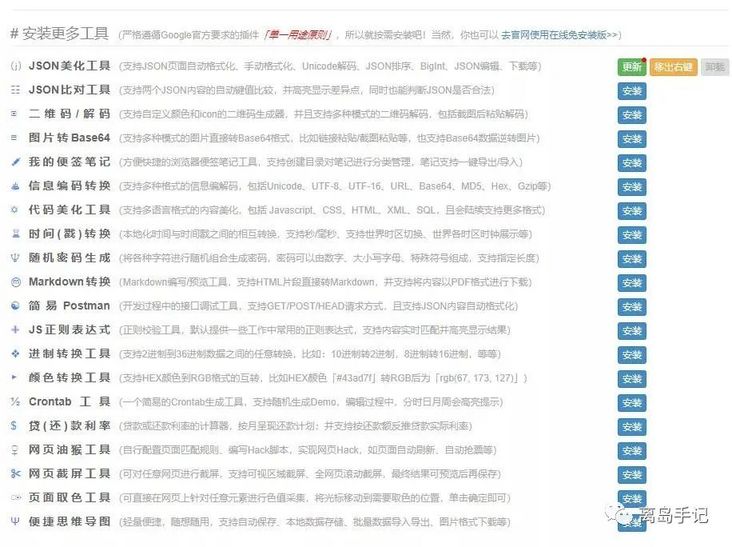 # 安装更多工具 (严格遵循Google官方要求的插件「单一用途原则」，所以就按需安装吧！当然，你也可以 去官网使用在线免安装版>>)
JSON美化工具 (支持JSON页面自动格式化、手动格式化、Unicode解码、JSON排序、BigInt、JSON编辑、下载等) 更新 移出右键 卸载
JSON比对工具 (支持两个JSON内容的自动键值比较，并高亮显示差异点，同时也能判断JSON是否合法) 安装
二维码/解码 (支持自定义颜色和icon的二维码生成器，并且支持多种模式的二维码解码，包括截图后粘贴解码) 安装
图片转Base64 (支持多种模式的图片直接转Base64格式，比如链接粘贴/截图粘贴等，也支持Base64数据逆转图片) 安装
我的便签笔记 (方便快捷的浏览器便签笔记工具，支持创建目录对笔记进行分类管理，笔记支持一键导出/导入) 安装
信息编码转换 (支持多种格式的信息编解码，包括Unicode、UTF-8、UTF-16、URL、Base64、MD5、Hex、Gzip等) 安装
代码美化工具 (支持多语言格式的内容美化，包括 Javascript、CSS、HTML、XML、SQL，且会陆续支持更多格式) 安装
时间(戳)转换 (本地化时间与时间戳之间的相互转换，支持秒/毫秒、支持世界时区切换、世界各时区时钟展示等) 安装
随机密码生成 (将各种字符进行随机组合生成密码，密码可以由数字、大小写字母、特殊符号组成，支持指定长度) 安装
Markdown转换 (Markdown编写/预览工具，支持HTML片段直接转Markdown，并支持将内容以PDF格式进行下载) 安装
简易 Postman (开发过程中的接口调试工具，支持GET/POST/HEAD请求方式，且支持JSON内容自动格式化) 安装
JS正则表达式 (正则校验工具，默认提供一些工作中常用的正则表达式，支持内容实时匹配并高亮显示结果) 安装
进制转换工具 (支持2进制到36进制数据之间的任意转换，比如：10进制转2进制，8进制转16进制，等等) 安装
颜色转换工具 (支持HEX颜色到RGB格式的互转，比如HEX颜色「#43ad7f」转RGB后为「rgb(67, 173, 127)」) 安装
Crontab 工具 (一个简易的Crontab生成工具，支持随机生成Demo，编辑过程中，分时日月周会高亮提示) 安装
贷(还)款利率 (贷款或还款利率的计算器，按月呈现还款计划；并支持按还款额反推贷款实际利率) 安装
网页油猴工具 (自行配置页面匹配规则、编写Hack脚本，实现网页Hack，如页面自动刷新、自动抢票等) 安装
网页截屏工具 (可对任意网页进行截屏，支持可视区域截屏、全网页滚动截屏，最终结果可预览后再保存) 安装
页面取色工具 (可直接在网页上针对任意元素进行色值采集，将光标移动到需要取色的位置，单击确定即可) 安装
便捷思维导图 (轻量便捷，随想随用，支持自动保存、本地数据存储、批量数据导入导出、图片格式下载等) 安装
离岛手记